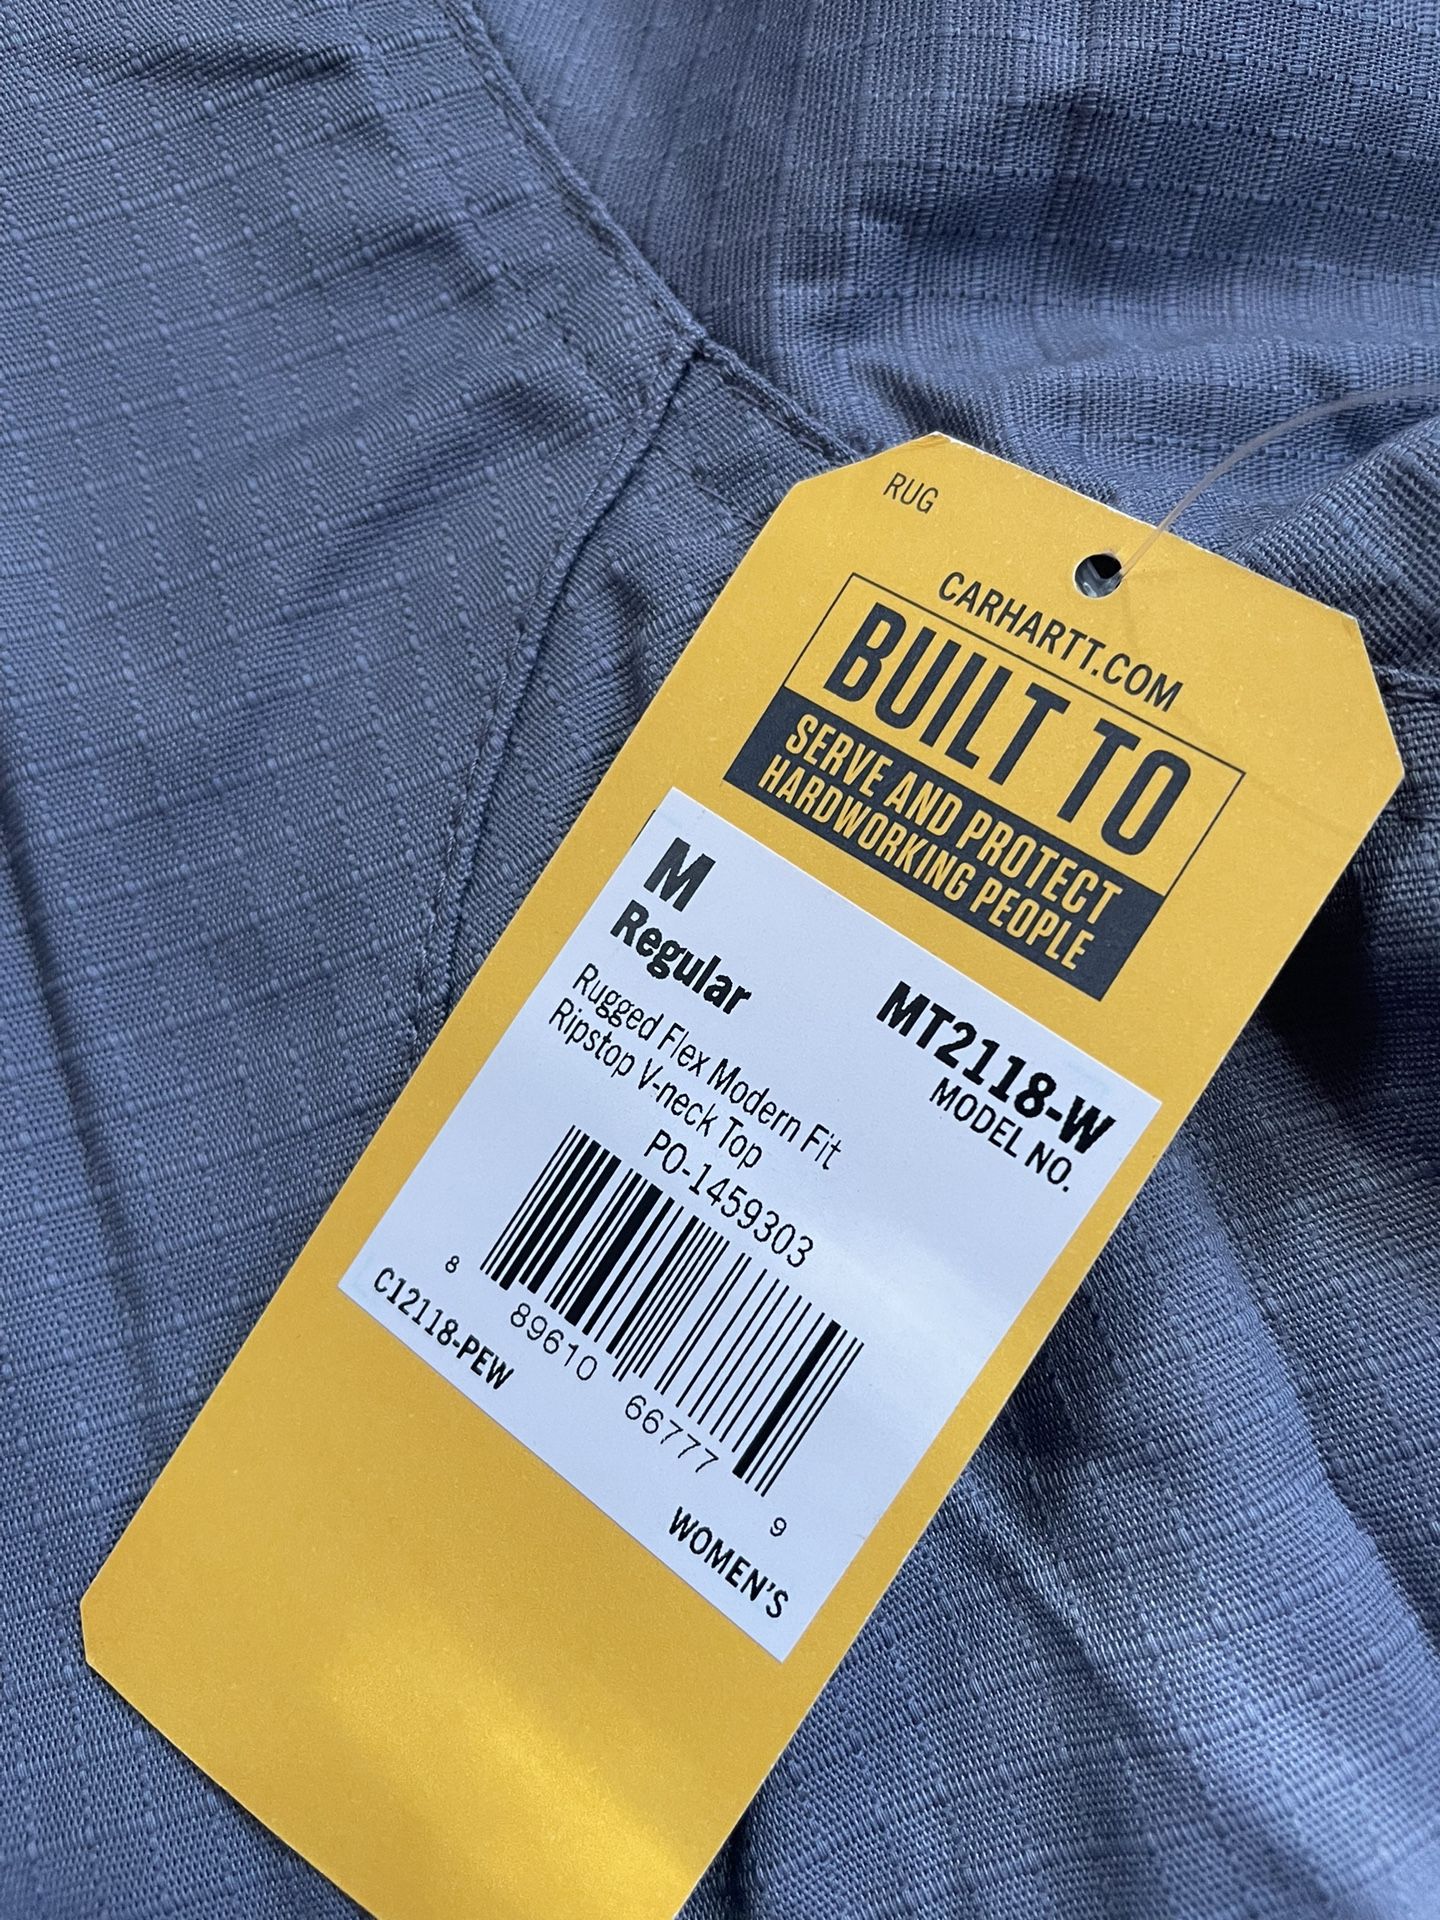 RUG
CARHARTT.COM
BUILT TO
SERVE AND PROTECT
HARDWORKING PEOPLE
M
Regular
MT2118-W
MODEL NO.
Rugged Flex Modern Fit
Ripstop V-neck Top
PO-1459303
8 89610 66777 9
C12118-PEW
WOMEN'S